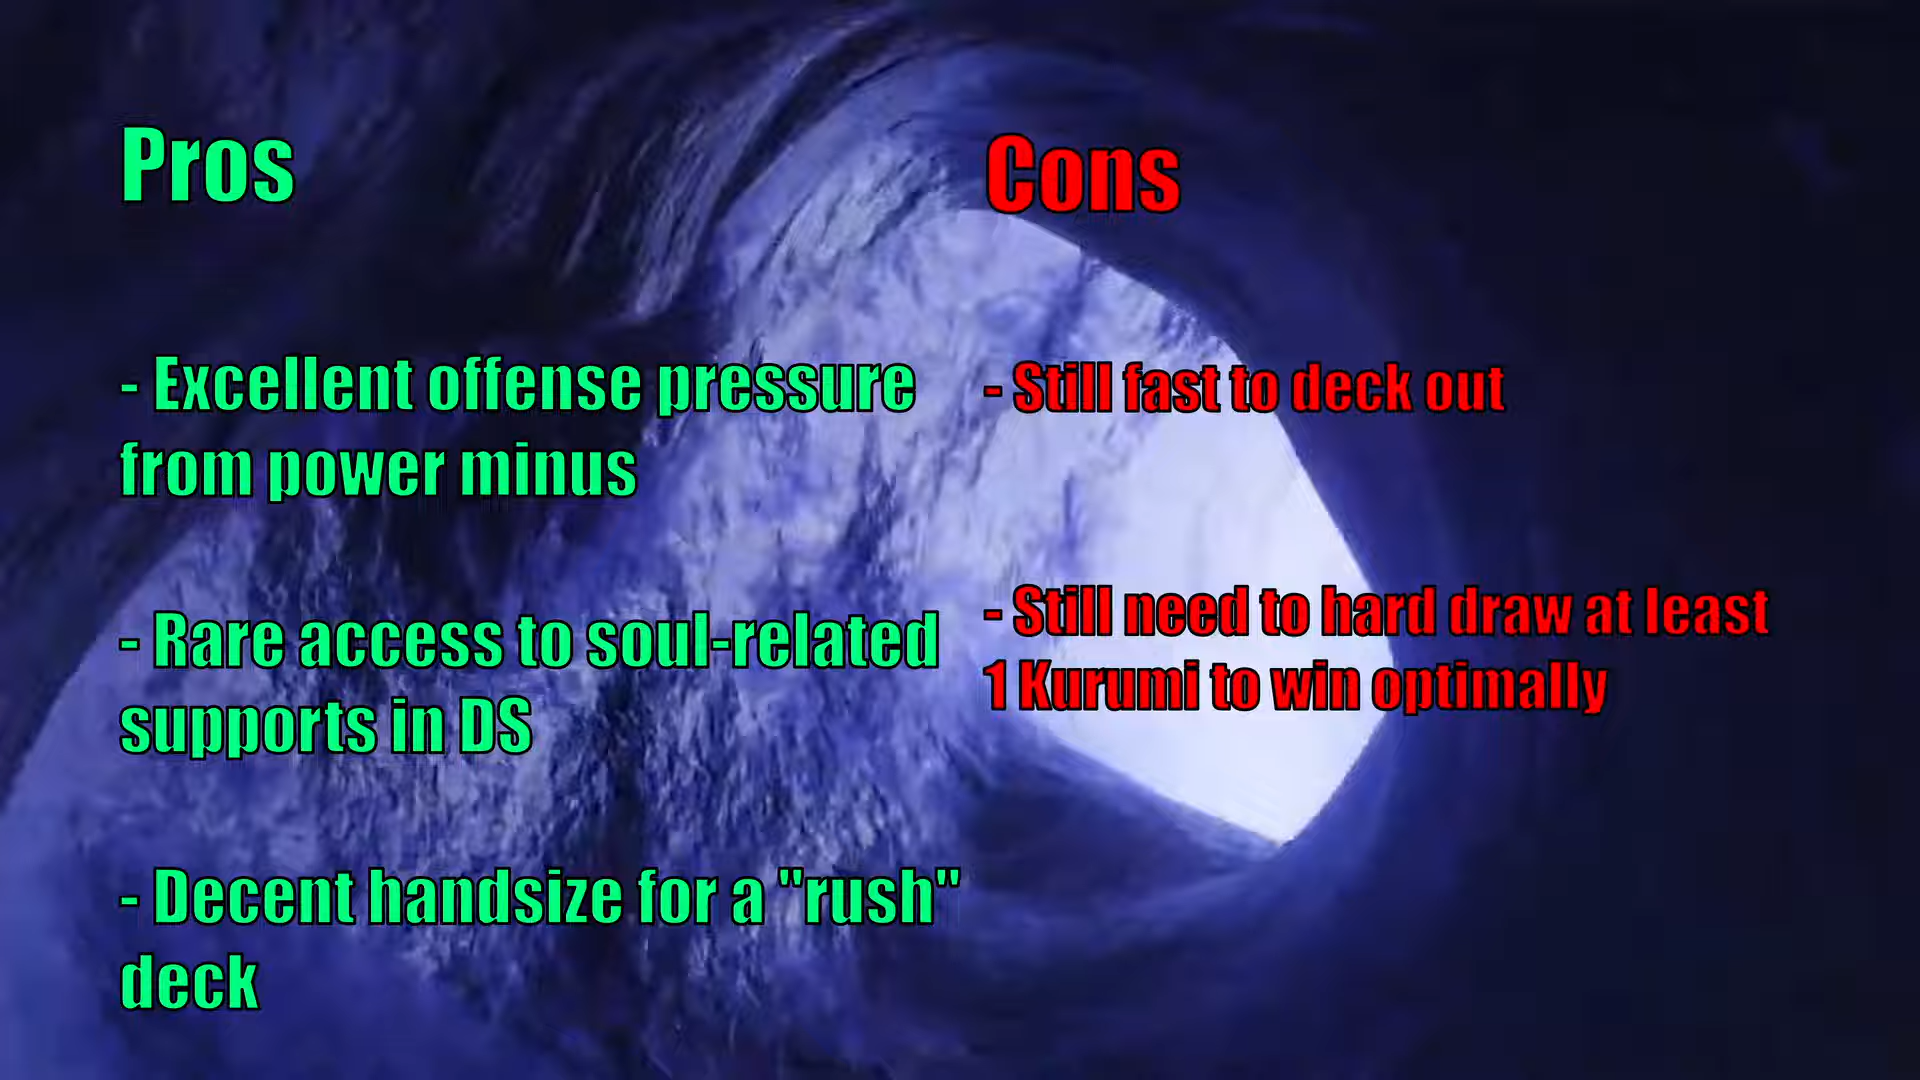 Pros
- Excellent offense pressure
from power minus
- Rare access to soul-related
supports in DS
- Decent handsize for a "rush"
deck
Cons
- Still fast to deck out
- Still need to hard draw at least
1 Kurumi to win optimally